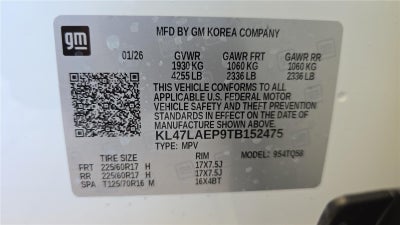 gm
MFD BY GM KOREA COMPANY
01/26 GVWR GAWR FRT GAWR RR
1930 KG 1060 KG 1060 KG
4255 LB 2336 LB 2336 LB
THIS VEHICLE CONFORMS TO ALL
APPLICABLE U.S. FEDERAL MOTOR
VEHICLE SAFETY AND THEFT PREVENTION
STANDARDS IN EFFECT ON THE DATE OF
MANUFACTURE SHOWN ABOVE.
KL47LAEP9TB152475
TYPE: MPV
TIRE SIZE RIM MODEL: 9S4TQ58
FRT 225/60R17 H 17X7.5J
RR 225/60R17 H 17X7.5J
SPA T125/70R16 M 16X4BT